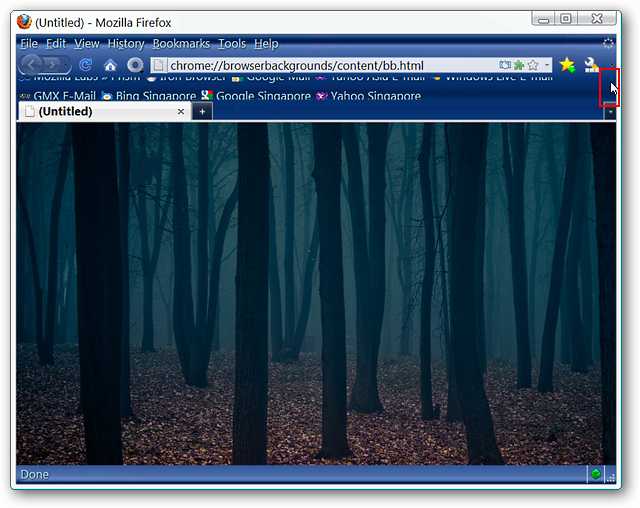 (Untitled) - Mozilla Firefox
File Edit View History Bookmarks Tools Help
chrome://browserbackgrounds/content/bb.html
Mozilla Labs » Prism Iron Browser Google Mail Yahoo Asia E-mail Windows Live E-mail
GMX E-Mail Bing Singapore Google Singapore Yahoo Singapore
(Untitled)
Done